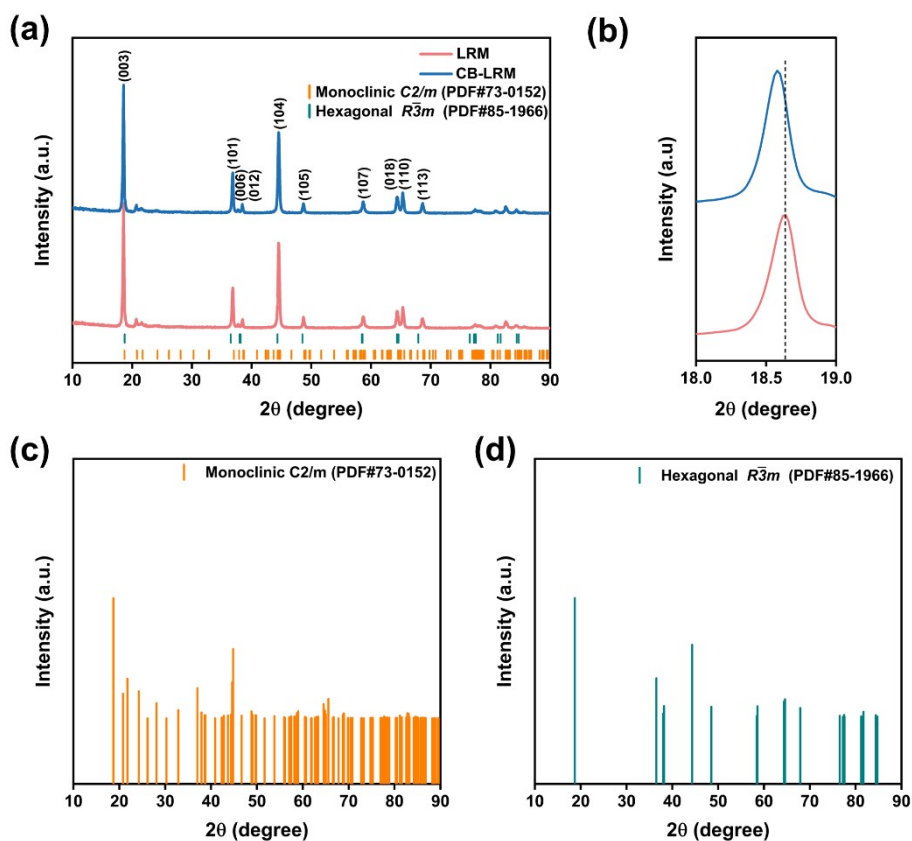 (a)
LRM
CB-LRM
Monoclinic C2/m (PDF#73-0152)
Hexagonal R3̅m (PDF#85-1966)
(003)
(101)
(006)
(012)
(104)
(105)
(107)
(018)
(110)
(113)
Intensity (a.u.)
10 20 30 40 50 60 70 80 90
2θ (degree)
(b)
Intensity (a.u)
18.0 18.5 19.0
2θ (degree)
(c)
Monoclinic C2/m (PDF#73-0152)
Intensity (a.u.)
10 20 30 40 50 60 70 80 90
2θ (degree)
(d)
Hexagonal R3̅m (PDF#85-1966)
Intensity (a.u.)
10 20 30 40 50 60 70 80 90
2θ (degree)